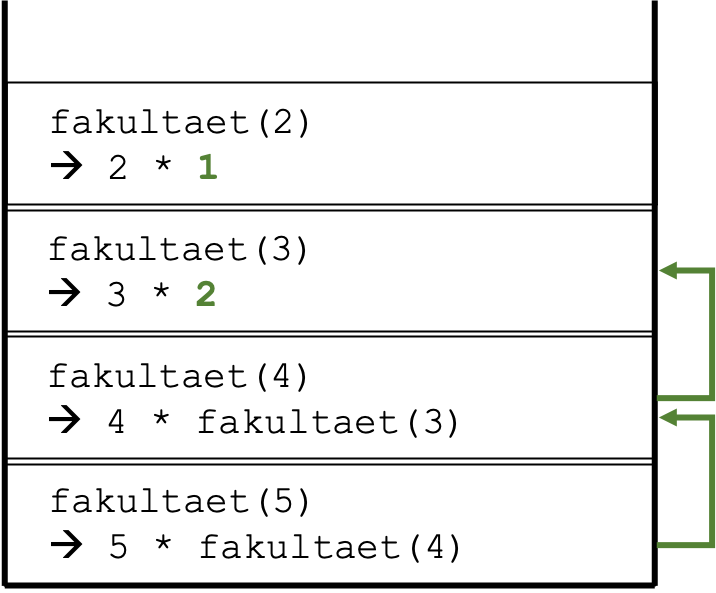 fakultaet(2)
→ 2 * 1
fakultaet(3)
→ 3 * 2
fakultaet(4)
→ 4 * fakultaet(3)
fakultaet(5)
→ 5 * fakultaet(4)